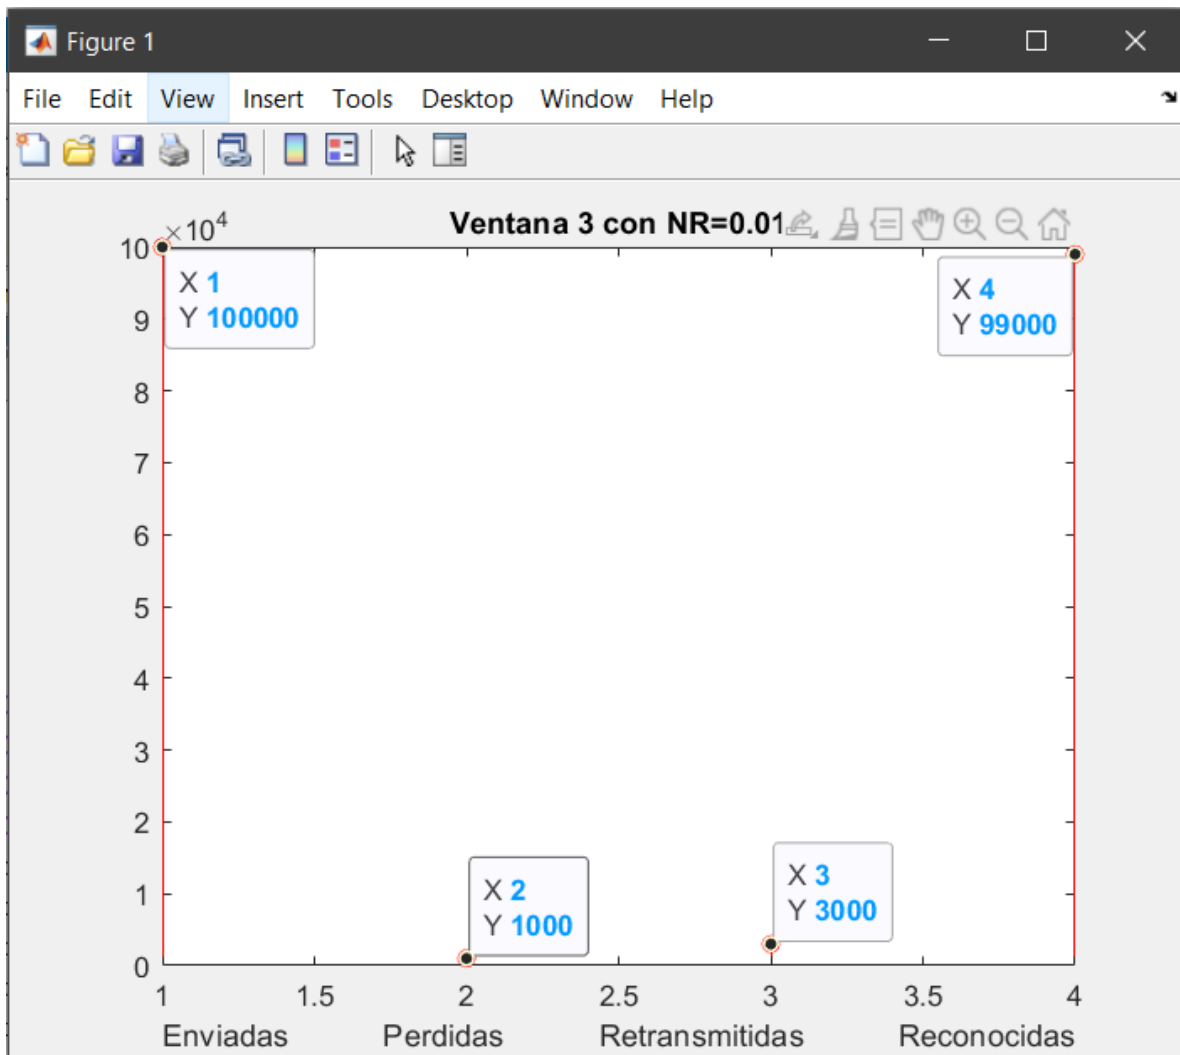 Figure 1
File Edit View Insert Tools Desktop Window Help
×10⁴
Ventana 3 con NR=0.01
10
X 1
Y 100000
X 4
Y 99000
9
8
7
6
5
4
3
2
1
0
X 2
Y 1000
X 3
Y 3000
1 1.5 2 2.5 3 3.5 4
Enviadas Perdidas Retransmitidas Reconocidas